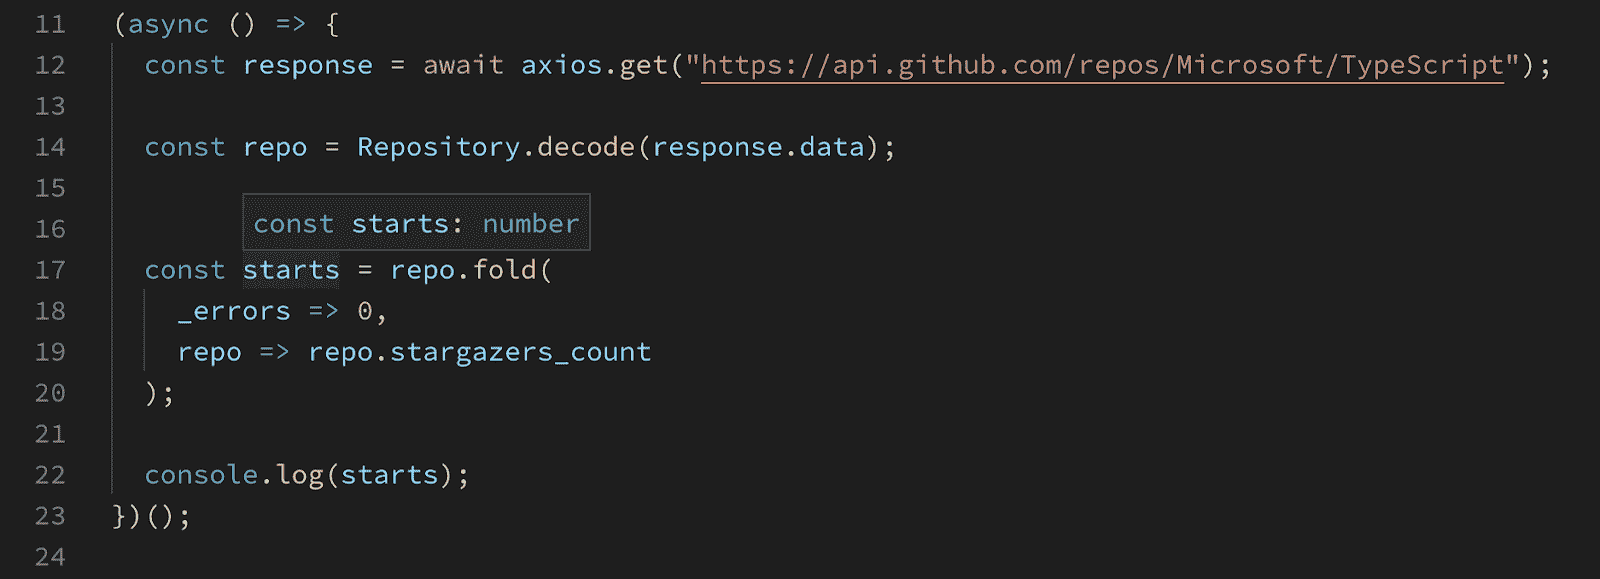 11 (async () => {
12 const response = await axios.get("https://api.github.com/repos/Microsoft/TypeScript");
13
14 const repo = Repository.decode(response.data);
15
const starts: number
16
17 const starts = repo.fold(
18 _errors => 0,
19 repo => repo.stargazers_count
20 );
21
22 console.log(starts);
23 })();
24